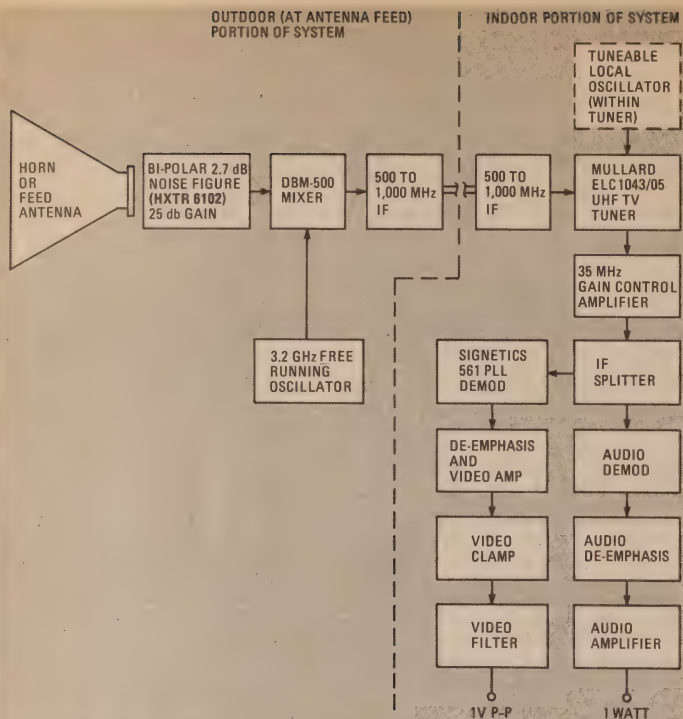 OUTDOOR (AT ANTENNA FEED)
PORTION OF SYSTEM
INDOOR PORTION OF SYSTEM
TUNEABLE
LOCAL
OSCILLATOR
(WITHIN
TUNER)
HORN
OR
FEED
ANTENNA
BI-POLAR 2.7 dB
NOISE FIGURE
(HXTR 6102)
25 db GAIN
DBM-500
MIXER
500 TO
1,000 MHz
IF
500 TO
1,000 MHz
IF
MULLARD
ELC1043/05
UHF TV
TUNER
35 MHz
GAIN CONTROL
AMPLIFIER
3.2 GHz FREE
RUNNING
OSCILLATOR
SIGNETICS
561 PLL
DEMOD
IF
SPLITTER
DE-EMPHASIS
AND
VIDEO AMP
AUDIO
DEMOD
VIDEO
CLAMP
AUDIO
DE-EMPHASIS
VIDEO
FILTER
AUDIO
AMPLIFIER
1V P-P
1 WATT